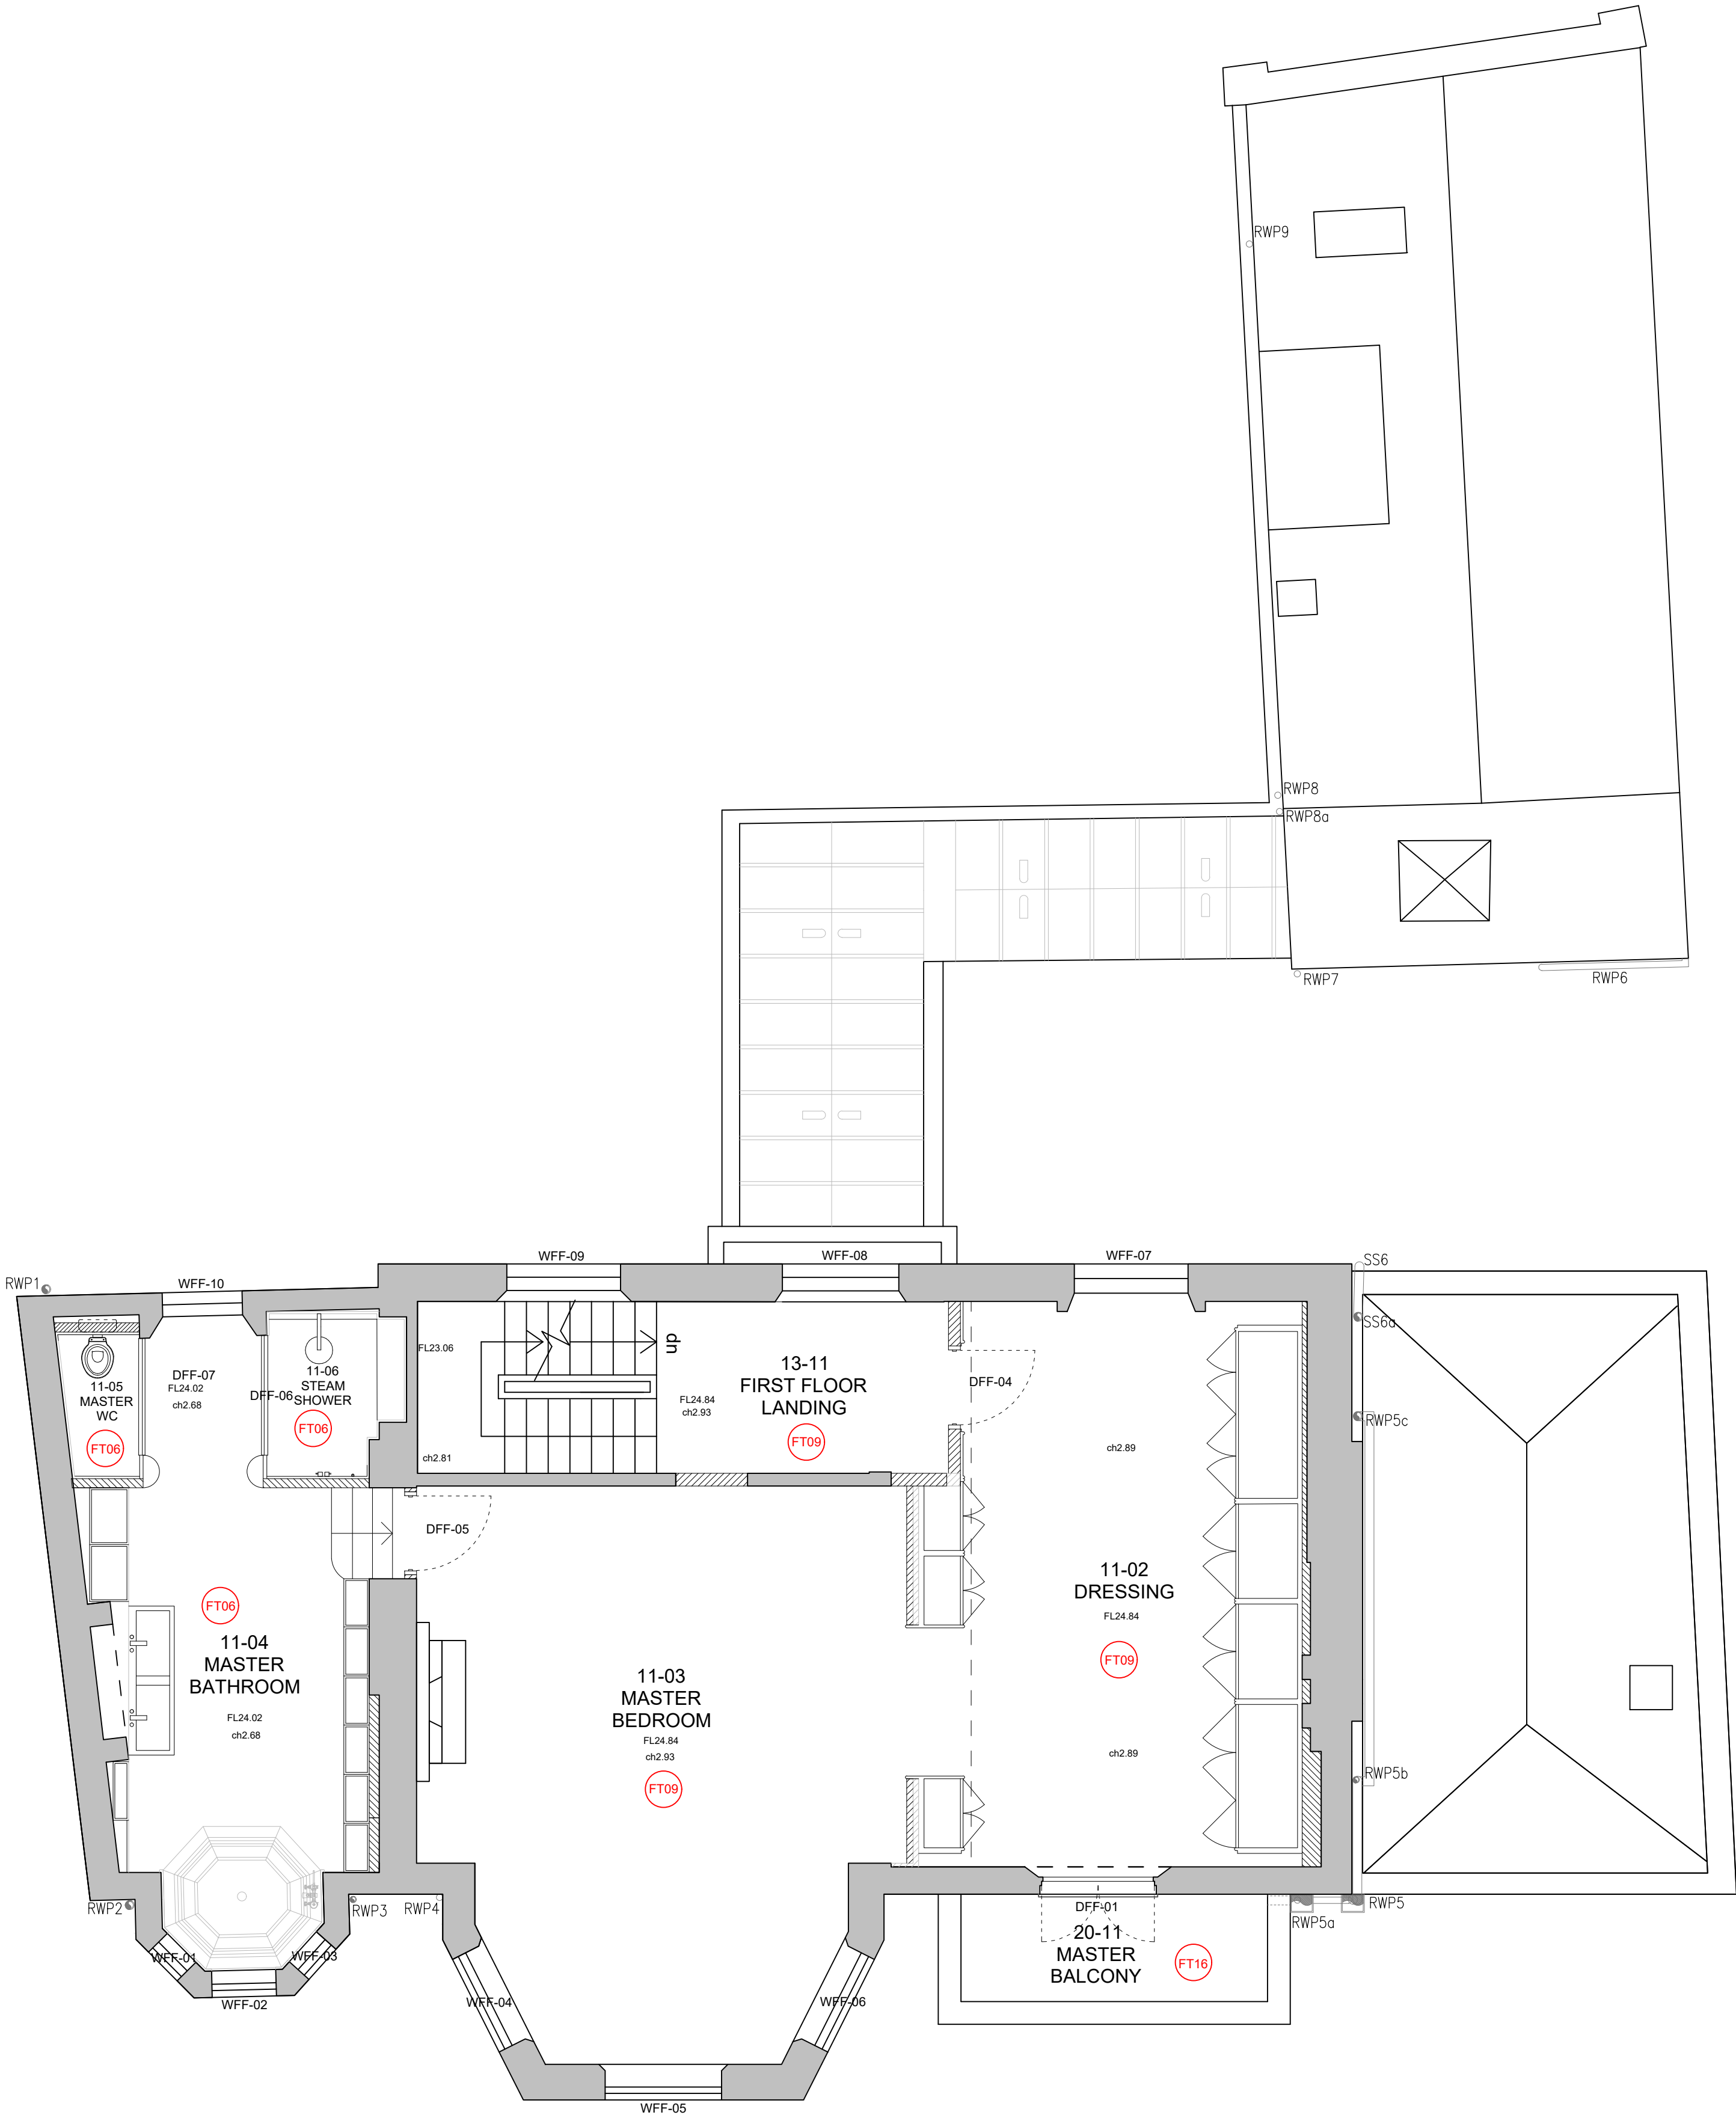 RWP9
RWP8
RWP8a
RWP7
RWP6
WFF-09
WFF-08
WFF-07
SS6
RWP1
WFF-10
SS6a
FL23.06
dn
13-11
FIRST FLOOR
LANDING
FL24.84
ch2.93
FT09
DFF-04
DFF-07
FL24.02
ch2.68
DFF-06
11-06
STEAM
SHOWER
FT06
11-05
MASTER
WC
FT06
ch2.81
ch2.89
RWP5c
DFF-05
11-02
DRESSING
FL24.84
FT09
FT06
11-04
MASTER
BATHROOM
FL24.02
ch2.68
11-03
MASTER
BEDROOM
FL24.84
ch2.93
FT09
ch2.89
RWP5b
RWP2
RWP3
RWP4
DFF-01
RWP5
RWP5a
20-11
MASTER
BALCONY
FT16
WFF-01
WFF-03
WFF-02
WFF-04
WFF-06
WFF-05